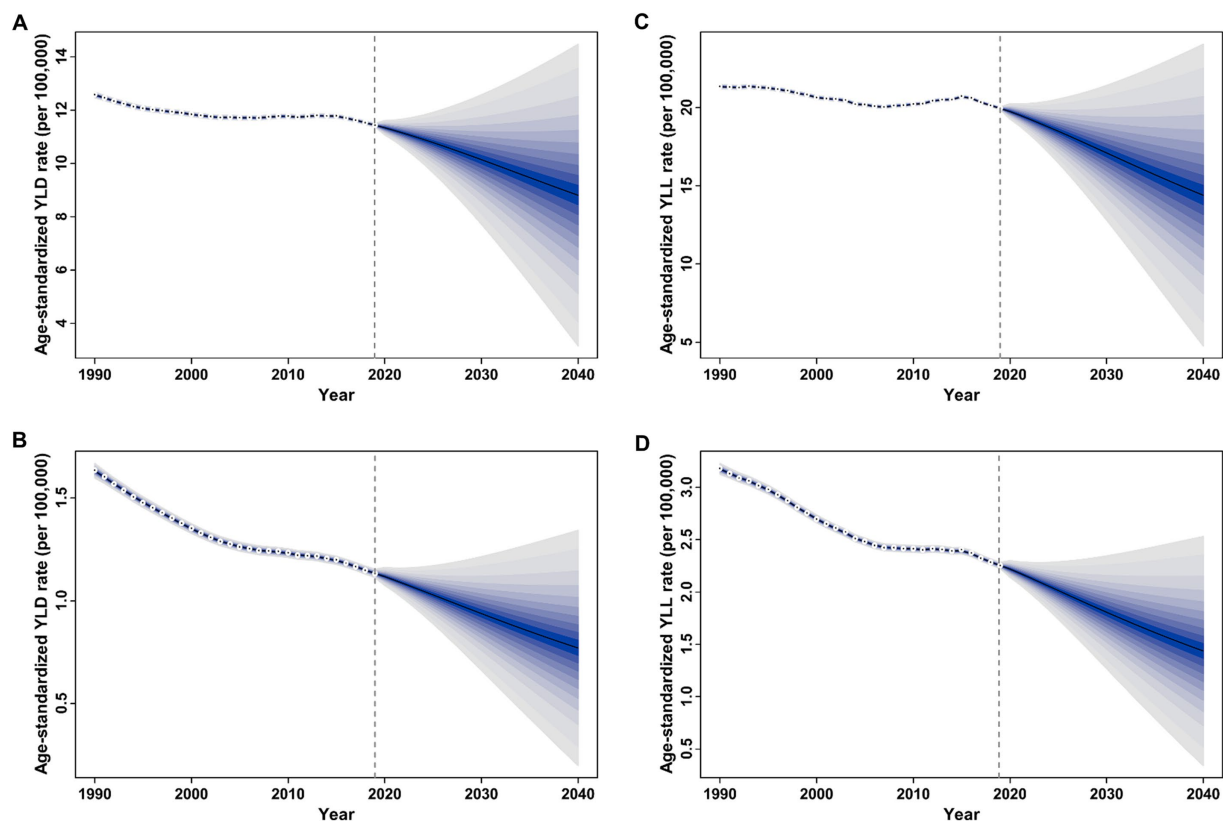 A
Age-standardized YLD rate (per 100,000)
14
12
10
8
6
4
1990 2000 2010 2020 2030 2040
Year
C
Age-standardized YLL rate (per 100,000)
20
15
10
5
1990 2000 2010 2020 2030 2040
Year
B
Age-standardized YLD rate (per 100,000)
1.5
1.0
0.5
1990 2000 2010 2020 2030 2040
Year
D
Age-standardized YLL rate (per 100,000)
3.0
2.5
2.0
1.5
1.0
0.5
1990 2000 2010 2020 2030 2040
Year